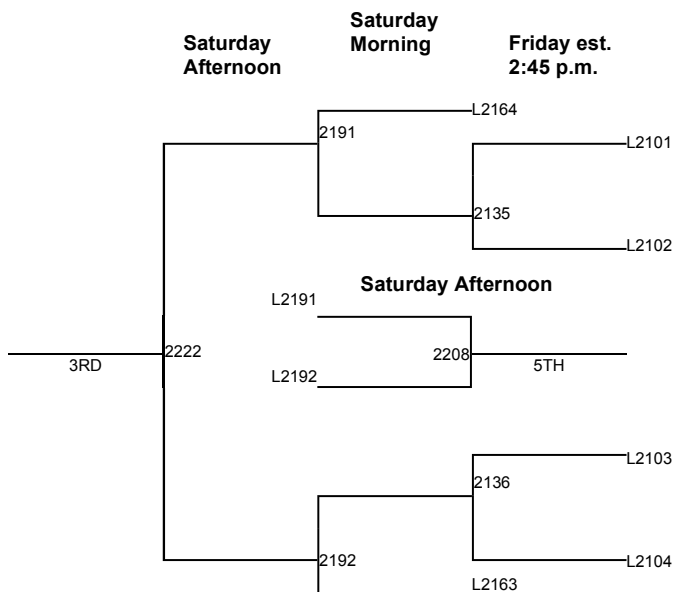 Saturday
Afternoon
Saturday
Morning
Friday est.
2:45 p.m.
L2164
2191
L2101
2135
L2102
Saturday Afternoon
L2191
2222
3RD
2208
5TH
L2192
L2103
2136
2192
L2104
L2163